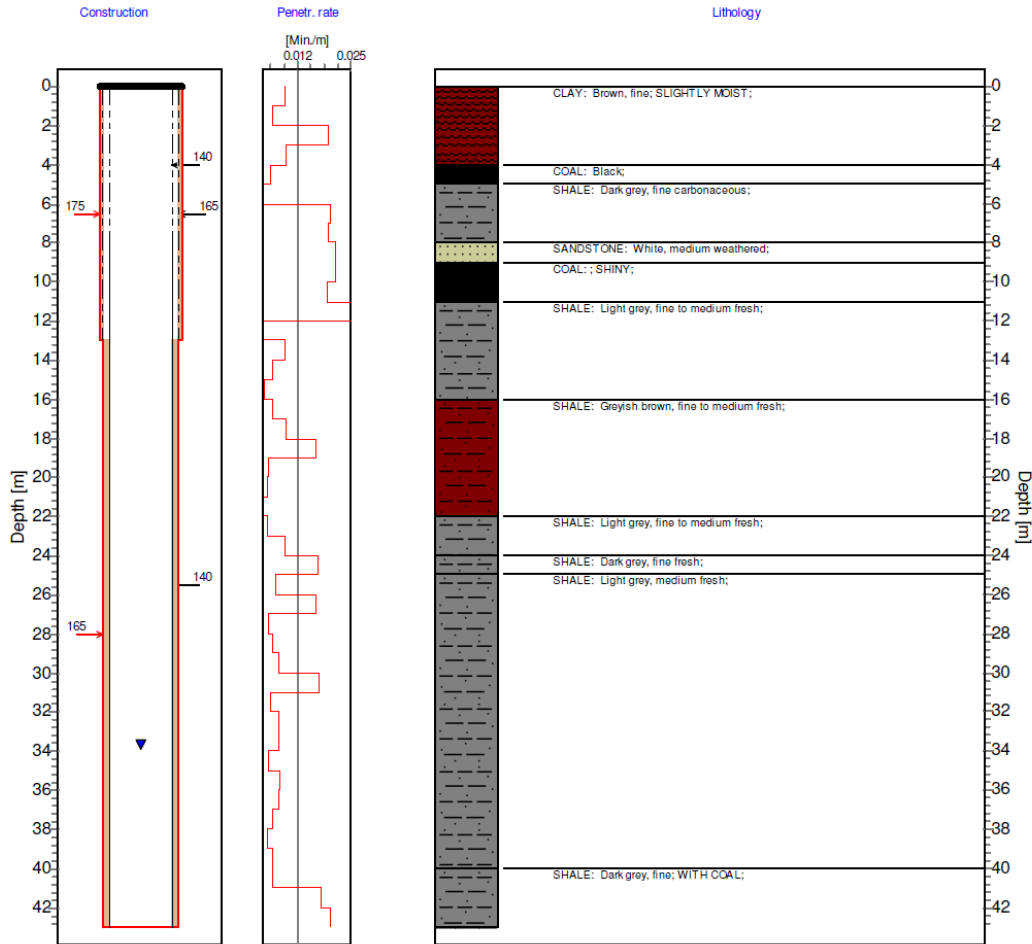 Construction
Penetr. rate
Lithology
[Min./m]
0.012 0.025
0
2
4
6
8
10
12
14
16
18
20
22
24
26
28
30
32
34
36
38
40
42
Depth [m]
140
175
165
140
165
CLAY: Brown, fine; SLIGHTLY MOIST;
COAL: Black;
SHALE: Dark grey, fine carbonaceous;
SANDSTONE: White, medium weathered;
COAL: ; SHINY;
SHALE: Light grey, fine to medium fresh;
SHALE: Greyish brown, fine to medium fresh;
SHALE: Light grey, fine to medium fresh;
SHALE: Dark grey, fine fresh;
SHALE: Light grey, medium fresh;
SHALE: Dark grey, fine; WITH COAL;
0
2
4
6
8
10
12
14
16
18
20
22
24
26
28
30
32
34
36
38
40
42
Depth [m]